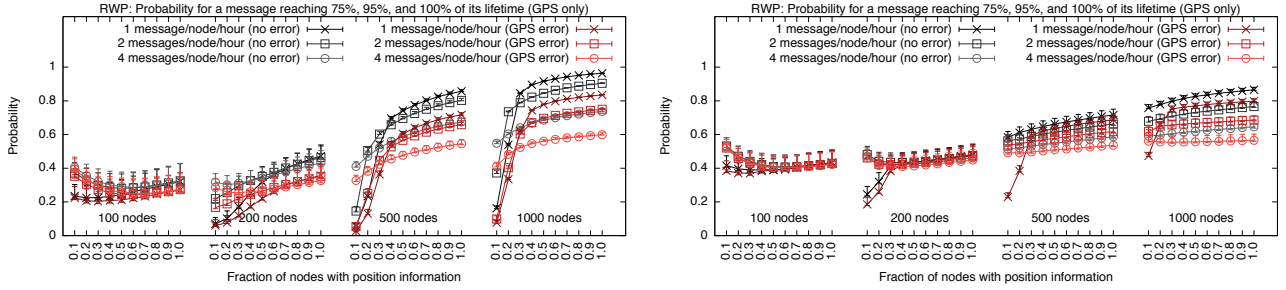 RWP: Probability for a message reaching 75%, 95%, and 100% of its lifetime (GPS only)
1 message/node/hour (no error)
2 messages/node/hour (no error)
4 messages/node/hour (no error)
1 message/node/hour (GPS error)
2 messages/node/hour (GPS error)
4 messages/node/hour (GPS error)
Probability
1
0.8
0.6
0.4
0.2
0
100 nodes
200 nodes
500 nodes
1000 nodes
0.1 0.2 0.3 0.4 0.5 0.6 0.7 0.8 0.9 1.0
0.1 0.2 0.3 0.4 0.5 0.6 0.7 0.8 0.9 1.0
0.1 0.2 0.3 0.4 0.5 0.6 0.7 0.8 0.9 1.0
0.1 0.2 0.3 0.4 0.5 0.6 0.7 0.8 0.9 1.0
Fraction of nodes with position information
RWP: Probability for a message reaching 75%, 95%, and 100% of its lifetime (GPS only)
1 message/node/hour (no error)
2 messages/node/hour (no error)
4 messages/node/hour (no error)
1 message/node/hour (GPS error)
2 messages/node/hour (GPS error)
4 messages/node/hour (GPS error)
Probability
1
0.8
0.6
0.4
0.2
0
100 nodes
200 nodes
500 nodes
1000 nodes
0.1 0.2 0.3 0.4 0.5 0.6 0.7 0.8 0.9 1.0
0.1 0.2 0.3 0.4 0.5 0.6 0.7 0.8 0.9 1.0
0.1 0.2 0.3 0.4 0.5 0.6 0.7 0.8 0.9 1.0
0.1 0.2 0.3 0.4 0.5 0.6 0.7 0.8 0.9 1.0
Fraction of nodes with position information